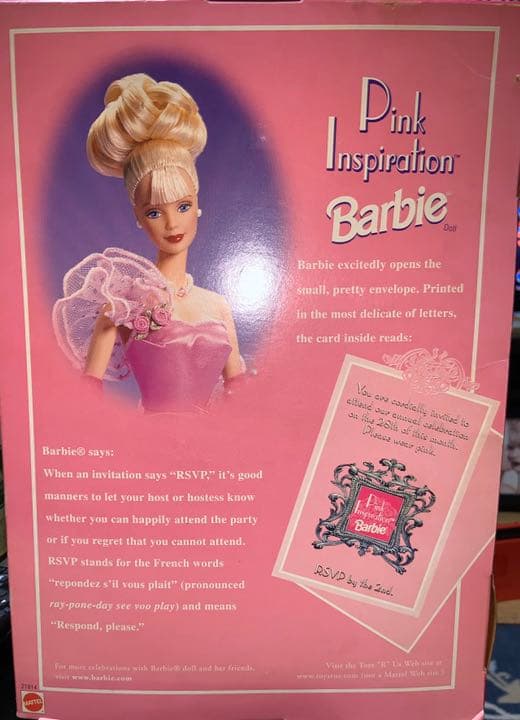 Pink
Inspiration™
Barbie™
Doll
Barbie excitedly opens the
small, pretty envelope. Printed
in the most delicate of letters,
the card inside reads:
You are cordially invited to
attend our annual celebration
on the 28th of this month.
Please wear pink.
Pink
Inspiration
Barbie
RSVP by the 2nd.
Barbie® says:
When an invitation says “RSVP,” it’s good
manners to let your host or hostess know
whether you can happily attend the party
or if you regret that you cannot attend.
RSVP stands for the French words
“repondez s’il vous plait” (pronounced
ray-pone-day see voo play) and means
“Respond, please.”
For more celebrations with Barbie® doll and her friends,
visit www.barbie.com
Visit the Toys "R" Us Web site at
www.toysrus.com (not a Mattel Web site.)
21914
MATTEL